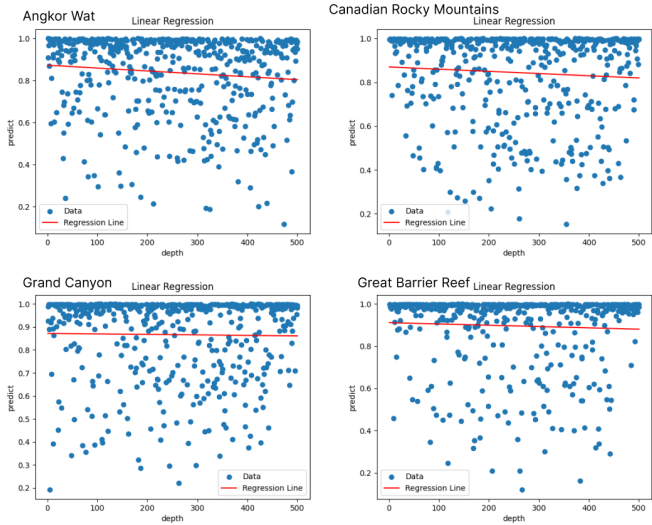 Angkor Wat
Linear Regression
predict
1.0
0.8
0.6
0.4
0.2
Data
Regression Line
0 100 200 300 400 500
depth
Canadian Rocky Mountains
Linear Regression
predict
1.0
0.8
0.6
0.4
0.2
Data
Regression Line
0 100 200 300 400 500
depth
Grand Canyon
Linear Regression
predict
1.0
0.9
0.8
0.7
0.6
0.5
0.4
0.3
0.2
Data
Regression Line
0 100 200 300 400 500
depth
Great Barrier Reef
Linear Regression
predict
1.0
0.8
0.6
0.4
0.2
Data
Regression Line
0 100 200 300 400 500
depth